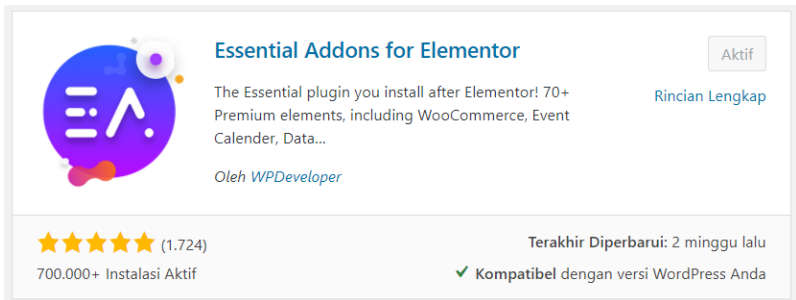 Essential Addons for Elementor
Aktif
The Essential plugin you install after Elementor! 70+
Premium elements, including WooCommerce, Event
Calender, Data...
Rincian Lengkap
Oleh WPDeveloper
EA.
(1.724)
Terakhir Diperbarui: 2 minggu lalu
700.000+ Instalasi Aktif
Kompatibel dengan versi WordPress Anda